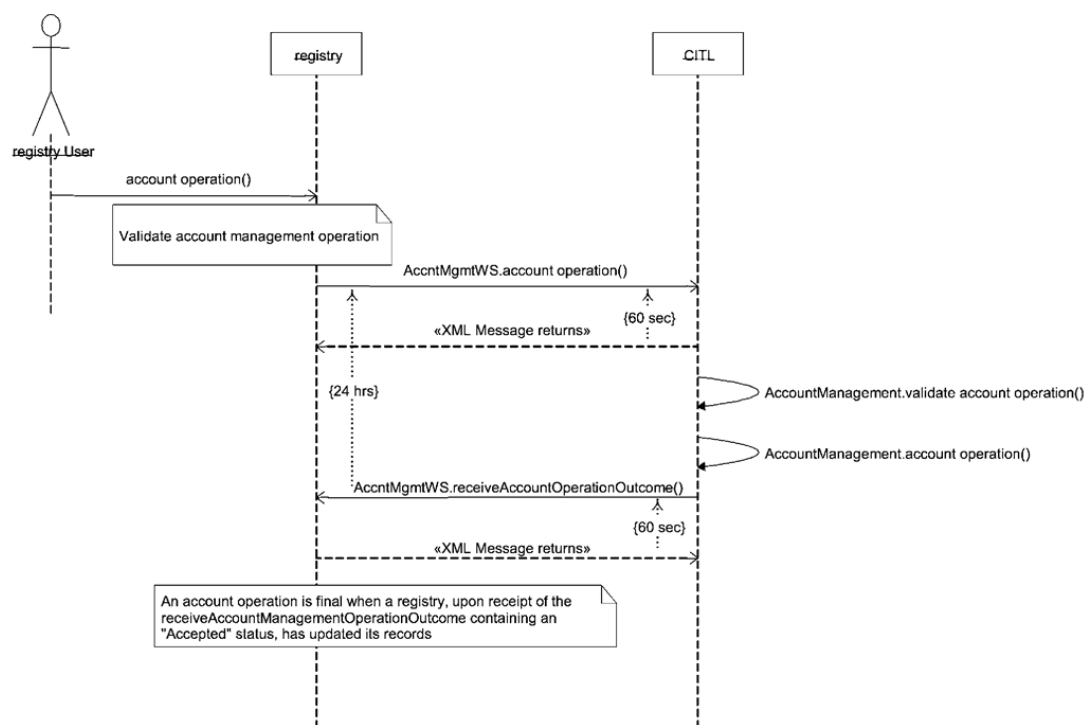 registry
CITL
registry User
account operation()
Validate account management operation
AccntMgmtWS.account operation()
{60 sec}
«XML Message returns»
{24 hrs}
AccountManagement.validate account operation()
AccountManagement.account operation()
AccntMgmtWS.receiveAccountOperationOutcome()
{60 sec}
«XML Message returns»
An account operation is final when a registry, upon receipt of the
receiveAccountManagementOperationOutcome containing an
"Accepted" status, has updated its records